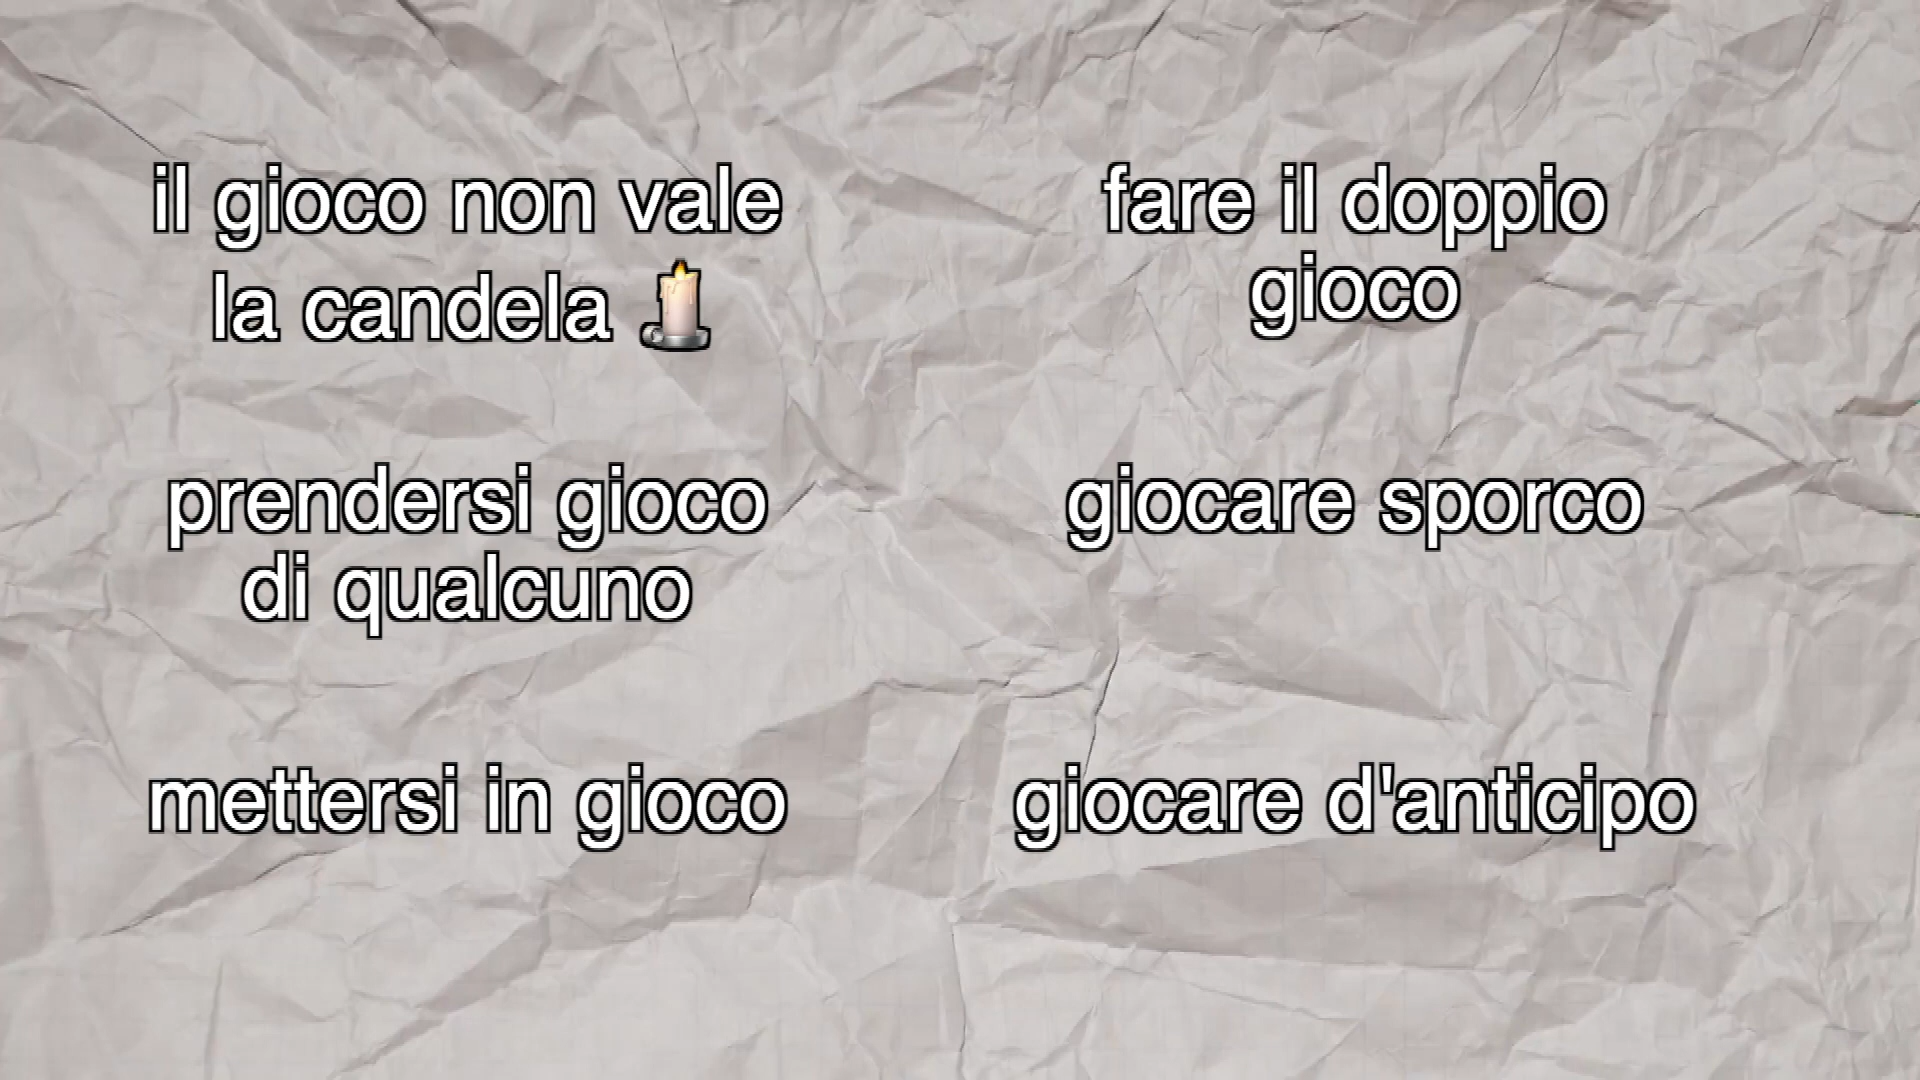 il gioco non vale
la candela 🕯️
prendersi gioco
di qualcuno
mettersi in gioco
fare il doppio
gioco
giocare sporco
giocare d'anticipo